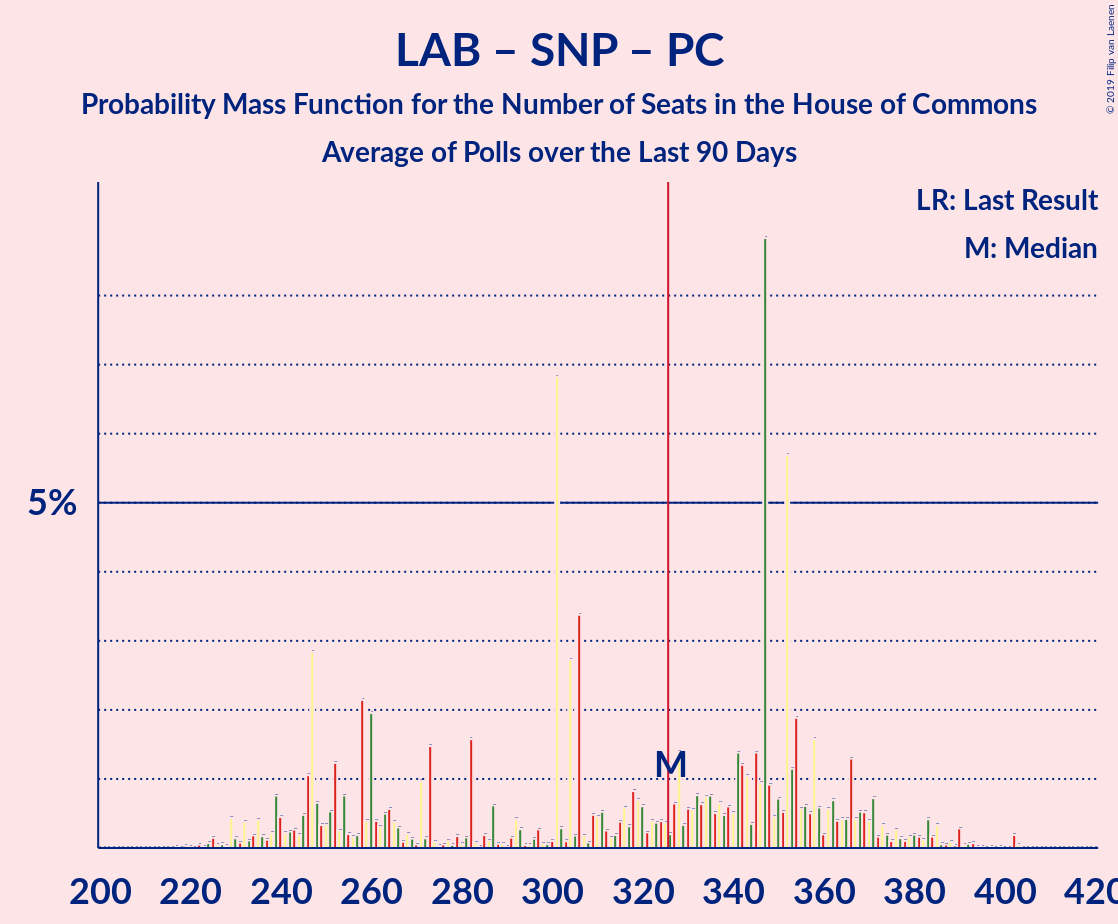 LAB – SNP – PC
Probability Mass Function for the Number of Seats in the House of Commons
Average of Polls over the Last 90 Days
© 2019 Filip van Laenen
LR: Last Result
M: Median
5%
M
200 220 240 260 280 300 320 340 360 380 400 420